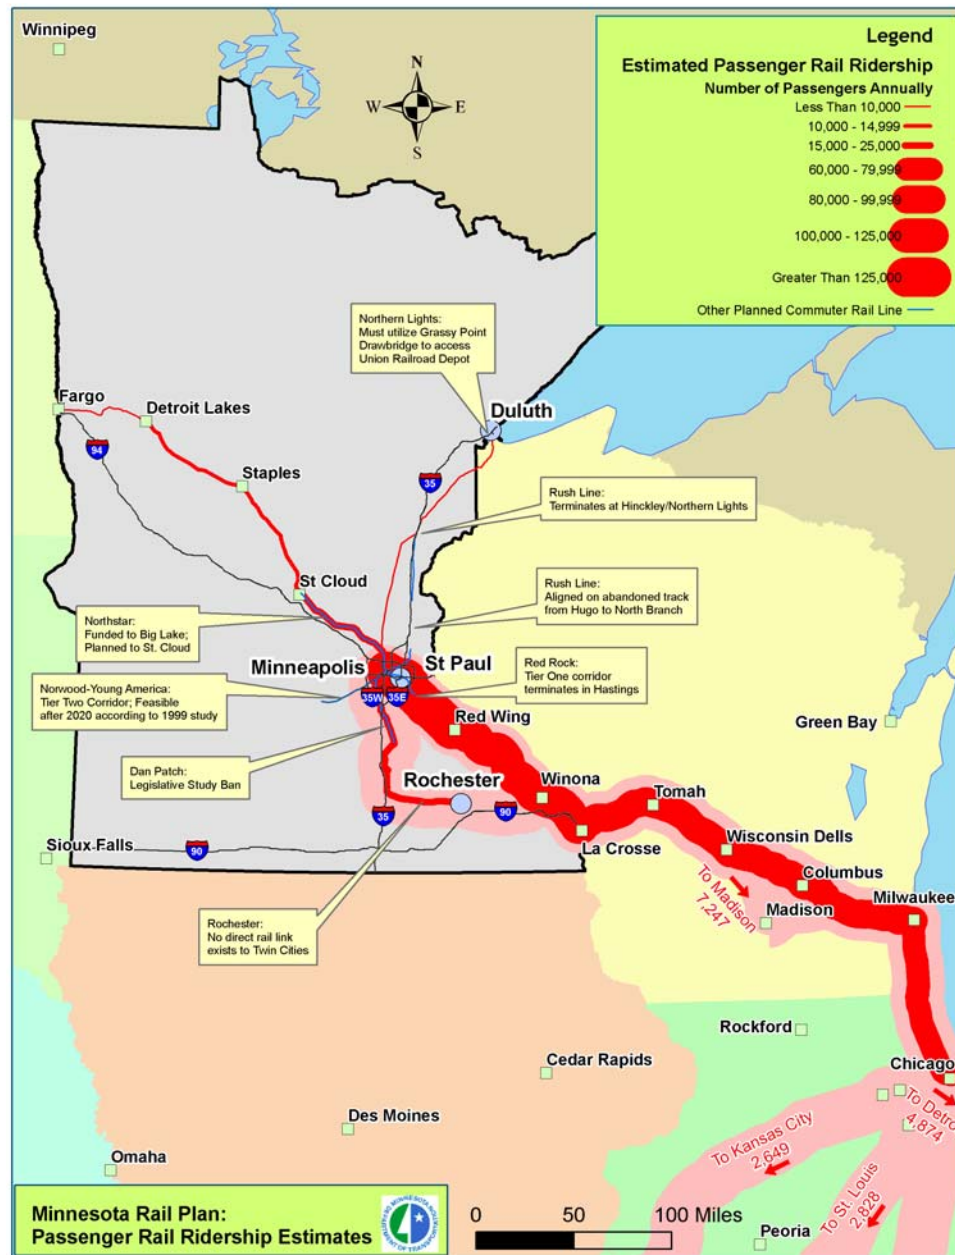 Winnipeg
N
W E
S
Legend
Estimated Passenger Rail Ridership
Number of Passengers Annually
Less Than 10,000
10,000 - 14,999
15,000 - 25,000
60,000 - 79,999
80,000 - 99,999
100,000 - 125,000
Greater Than 125,000
Other Planned Commuter Rail Line
Northern Lights:
Must utilize Grassy Point
Drawbridge to access
Union Railroad Depot
Fargo
Detroit Lakes
Duluth
94
Staples
35
Rush Line:
Terminates at Hinckley/Northern Lights
St Cloud
Rush Line:
Aligned on abandoned track
from Hugo to North Branch
Northstar:
Funded to Big Lake;
Planned to St. Cloud
Minneapolis
St Paul
Red Rock:
Tier One corridor
terminates in Hastings
Norwood-Young America:
Tier Two Corridor; Feasible
after 2020 according to 1999 study
35W
35E
Red Wing
Green Bay
Dan Patch:
Legislative Study Ban
Rochester
Winona
Tomah
35
90
Sioux Falls
90
La Crosse
Wisconsin Dells
Columbus
To Madison
7,247
Madison
Milwaukee
Rochester:
No direct rail link
exists to Twin Cities
Rockford
Cedar Rapids
Chicago
To Detro
4,874
Des Moines
To Kansas City
2,649
Omaha
To St. Louis
2,828
Minnesota Rail Plan:
Passenger Rail Ridership Estimates
MINNESOTA
DEPARTMENT OF TRANSPORTATION
0 50 100 Miles
Peoria